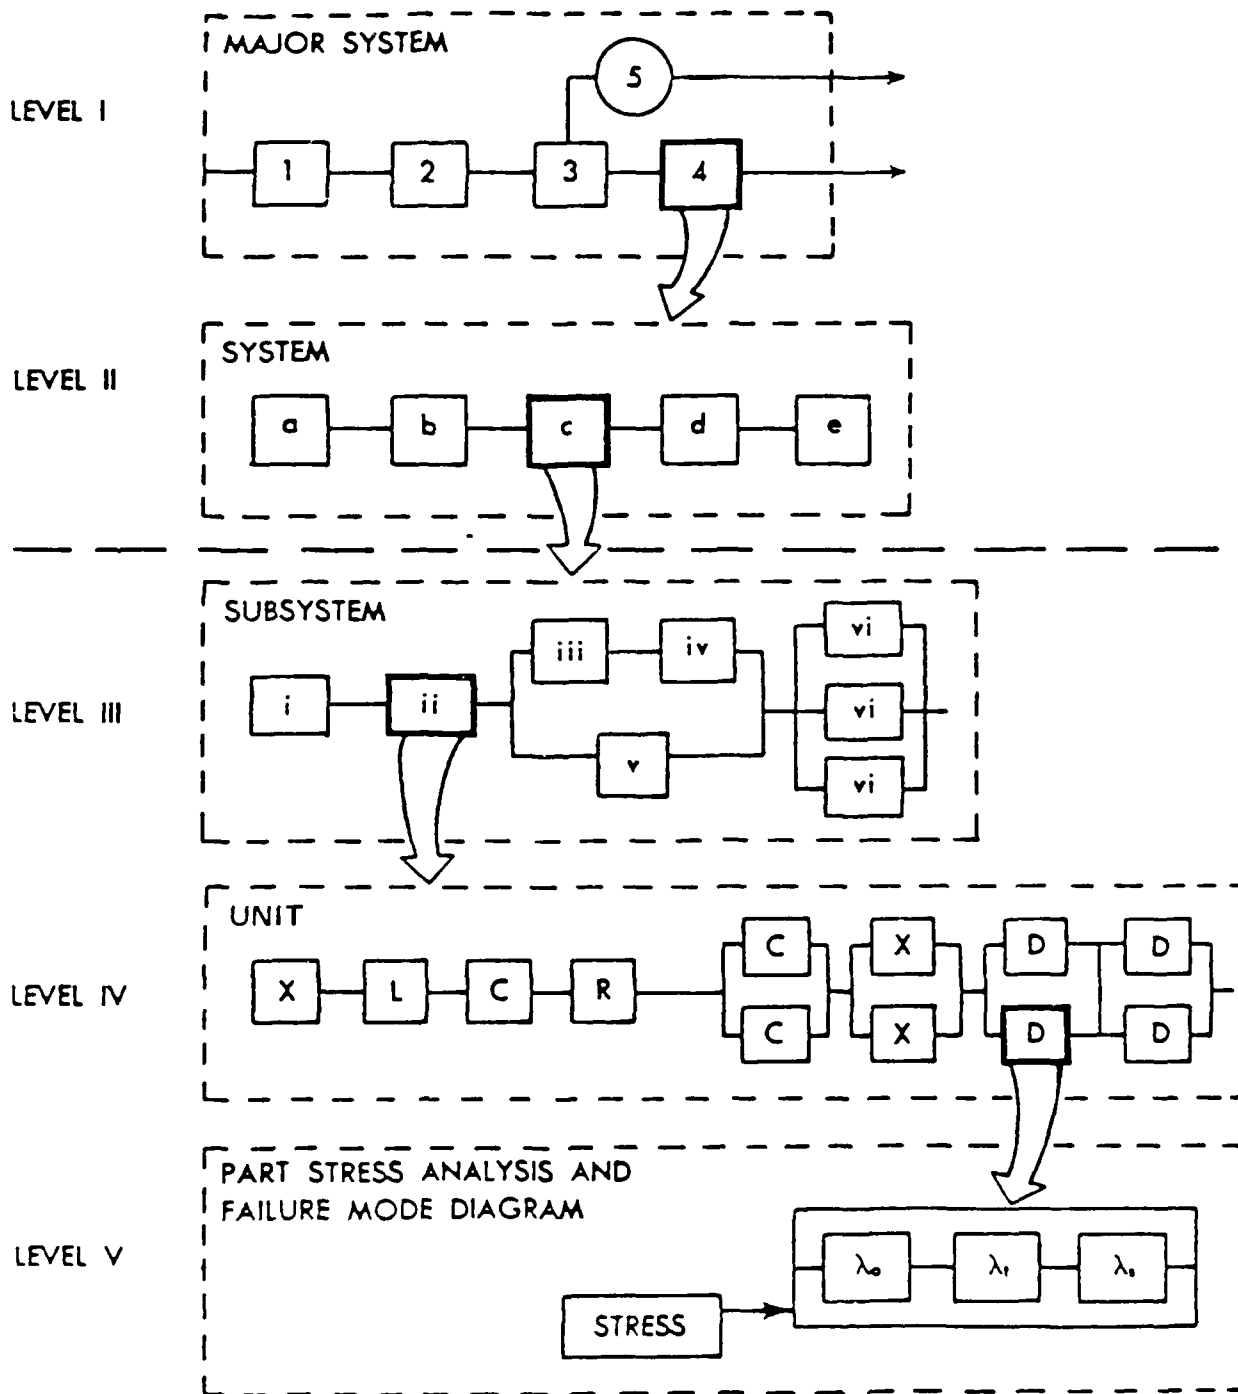 MAJOR SYSTEM
5
LEVEL I
1 2 3 4
SYSTEM
LEVEL II
a b c d e
SUBSYSTEM
iii iv vi
LEVEL III
i ii vi
v vi
UNIT
C X D D
LEVEL IV
X L C R
C X D D
PART STRESS ANALYSIS AND
FAILURE MODE DIAGRAM
LEVEL V
λ λ λ
STRESS